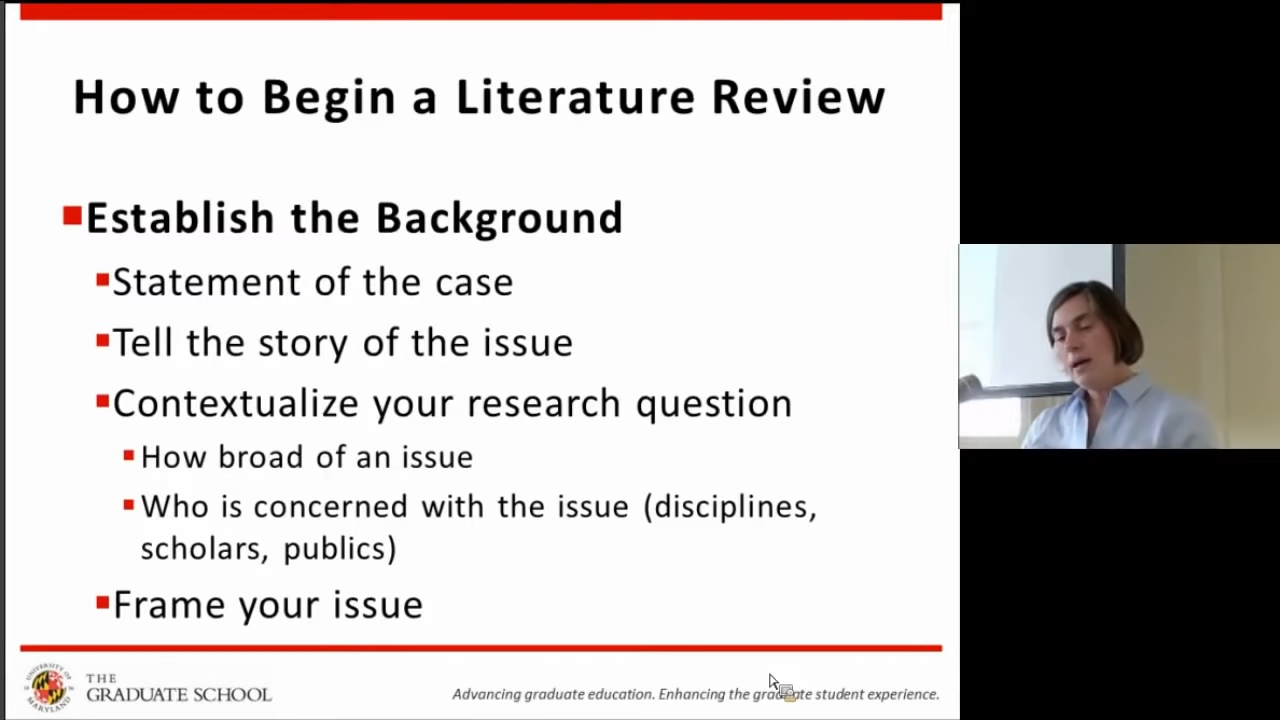 How to Begin a Literature Review
Establish the Background
Statement of the case
Tell the story of the issue
Contextualize your research question
How broad of an issue
Who is concerned with the issue (disciplines,
scholars, publics)
Frame your issue
UNIVERSITY OF
MARYLAND
THE
GRADUATE SCHOOL
Advancing graduate education. Enhancing the graduate student experience.